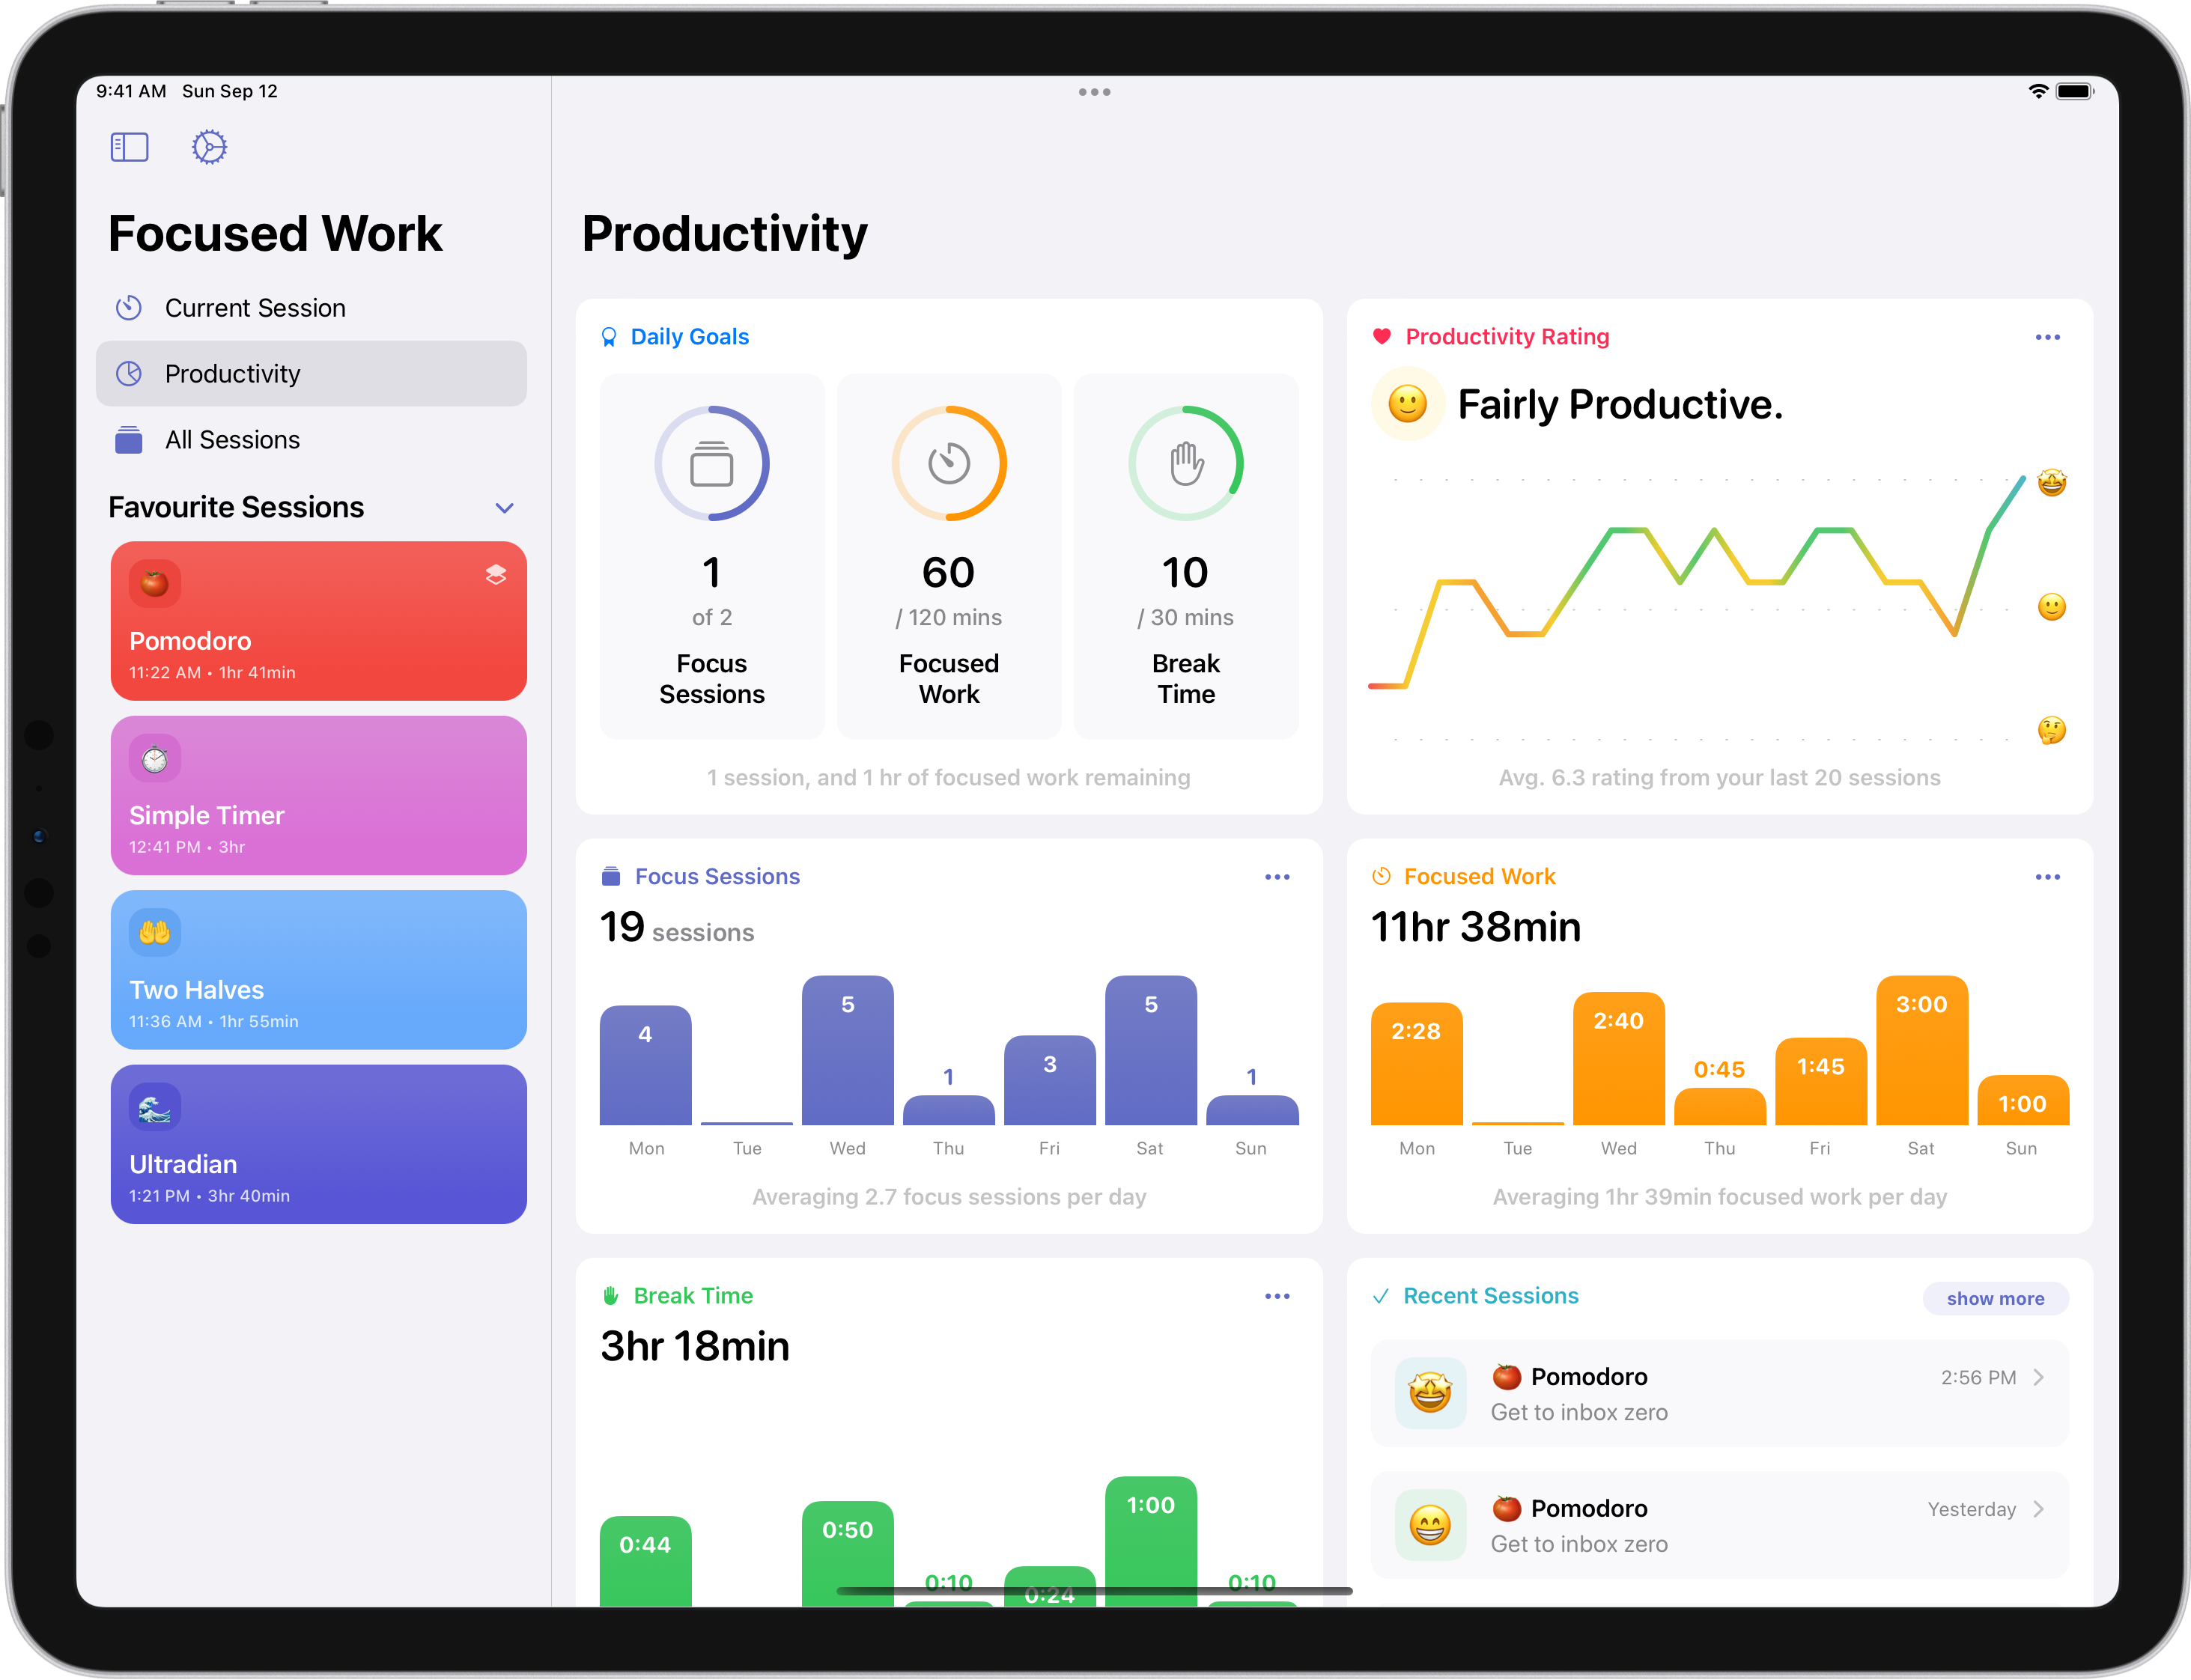 9:41 AM Sun Sep 12
Focused Work
Current Session
Productivity
All Sessions
Favourite Sessions
Pomodoro
11:22 AM • 1hr 41min
Simple Timer
12:41 PM • 3hr
Two Halves
11:36 AM • 1hr 55min
Ultradian
1:21 PM • 3hr 40min
Productivity
Daily Goals
1
of 2
Focus
Sessions
60
/ 120 mins
Focused
Work
10
/ 30 mins
Break
Time
1 session, and 1 hr of focused work remaining
Productivity Rating
Fairly Productive.
Avg. 6.3 rating from your last 20 sessions
Focus Sessions
19 sessions
4
5
1
3
5
1
Mon Tue Wed Thu Fri Sat Sun
Averaging 2.7 focus sessions per day
Focused Work
11hr 38min
2:28
2:40
0:45
1:45
3:00
1:00
Mon Tue Wed Thu Fri Sat Sun
Averaging 1hr 39min focused work per day
Break Time
3hr 18min
0:44
0:50
0:10
0:24
1:00
0:10
Recent Sessions
show more
Pomodoro
2:56 PM
Get to inbox zero
Pomodoro
Yesterday
Get to inbox zero